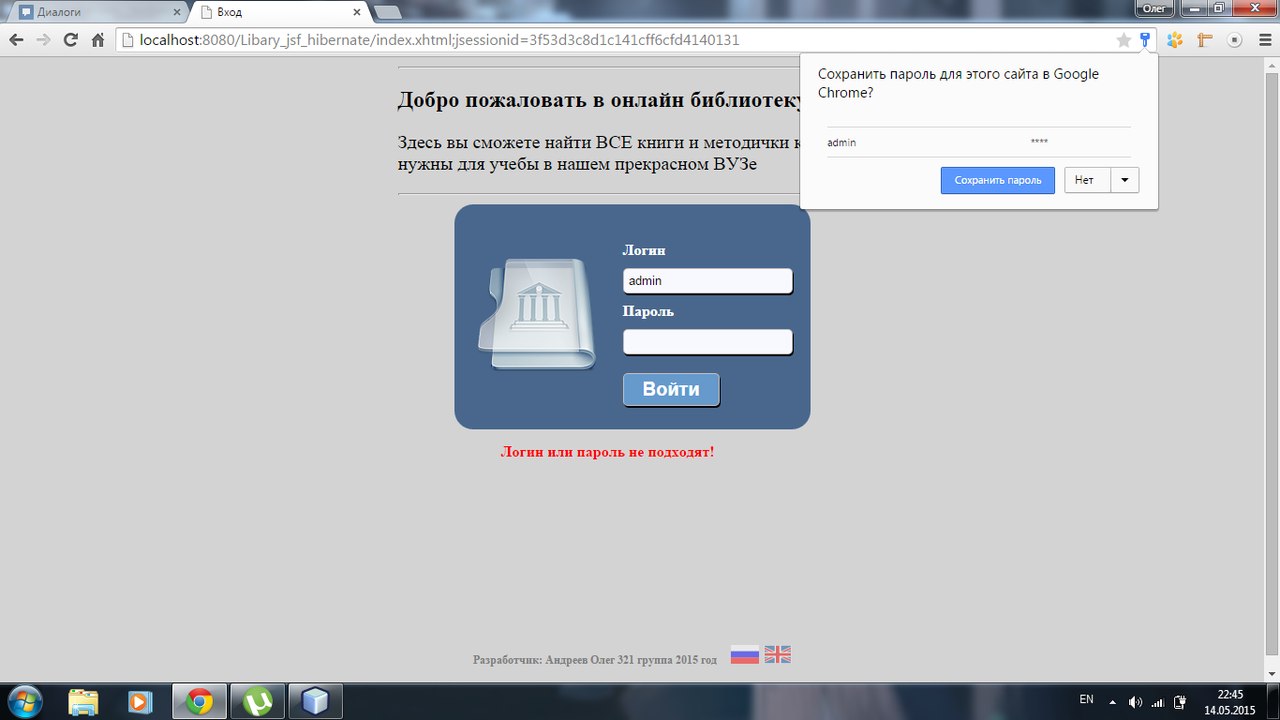 Диалоги
Вход
Олег
localhost:8080/Libary_jsf_hibernate/index.xhtml;jsessionid=3f53d3c8d1c141cff6cfd4140131
Сохранить пароль для этого сайта в Google
Chrome?
admin ****
Сохранить пароль Нет
Добро пожаловать в онлайн библиотеку
Здесь вы сможете найти ВСЕ книги и методички к
нужны для учебы в нашем прекрасном ВУЗе
Логин
admin
Пароль
Войти
Логин или пароль не подходят!
Разработчик: Андреев Олег 321 группа 2015 год
EN
22:45
14.05.2015